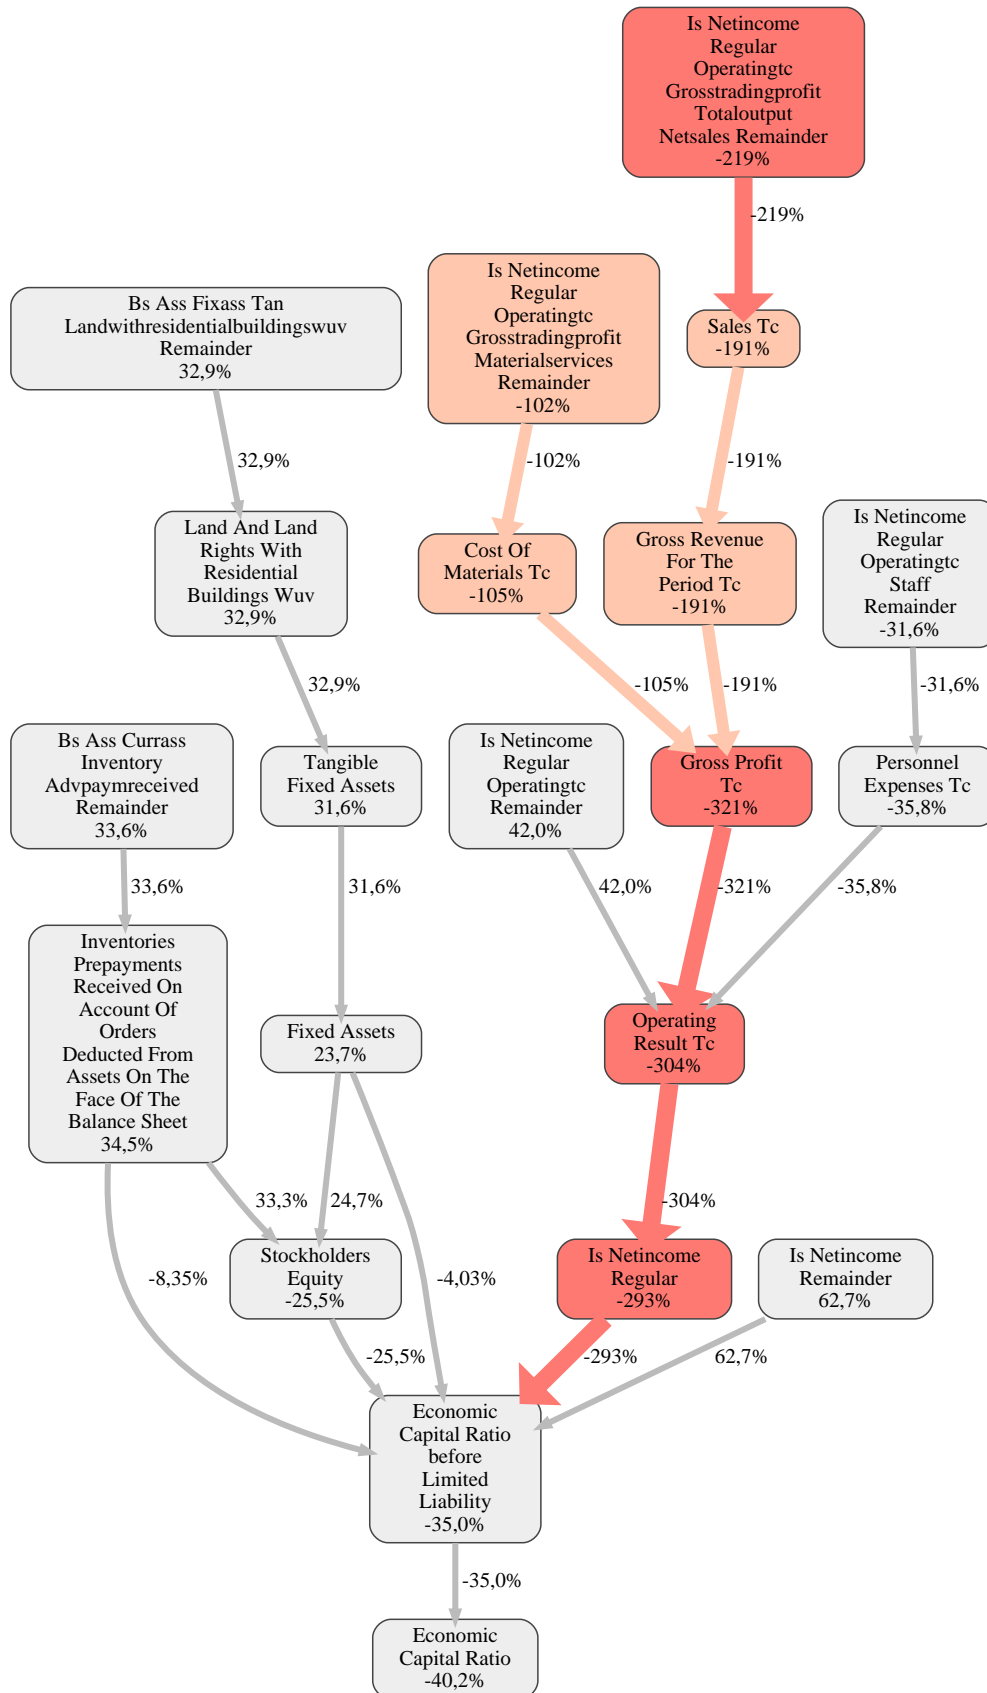 Is Netincome
Regular
Operatingtc
Grosstradingprofit
Totaloutput
Netsales Remainder
-219%
-219%
Is Netincome
Regular
Operatingtc
Grosstradingprofit
Materialservices
Remainder
-102%
Bs Ass Fixass Tan
Landwithresidentialbuildingswuv
Remainder
32,9%
Sales Tc
-191%
32,9%
-102%
-191%
Land And Land
Rights With
Residential
Buildings Wuv
32,9%
Cost Of
Materials Tc
-105%
Gross Revenue
For The
Period Tc
-191%
Is Netincome
Regular
Operatingtc
Staff
Remainder
-31,6%
32,9%
-105%
-191%
-31,6%
Bs Ass Currass
Inventory
Advpaymreceived
Remainder
33,6%
Tangible
Fixed Assets
31,6%
Is Netincome
Regular
Operatingtc
Remainder
42,0%
Gross Profit
Tc
-321%
Personnel
Expenses Tc
-35,8%
33,6%
31,6%
42,0%
-321%
-35,8%
Inventories
Prepayments
Received On
Account Of
Orders
Deducted From
Assets On The
Face Of The
Balance Sheet
34,5%
Fixed Assets
23,7%
Operating
Result Tc
-304%
33,3%
24,7%
-304%
-8,35%
Stockholders
Equity
-25,5%
-4,03%
Is Netincome
Regular
-293%
Is Netincome
Remainder
62,7%
-25,5%
-293%
62,7%
Economic
Capital Ratio
before
Limited
Liability
-35,0%
-35,0%
Economic
Capital Ratio
-40,2%